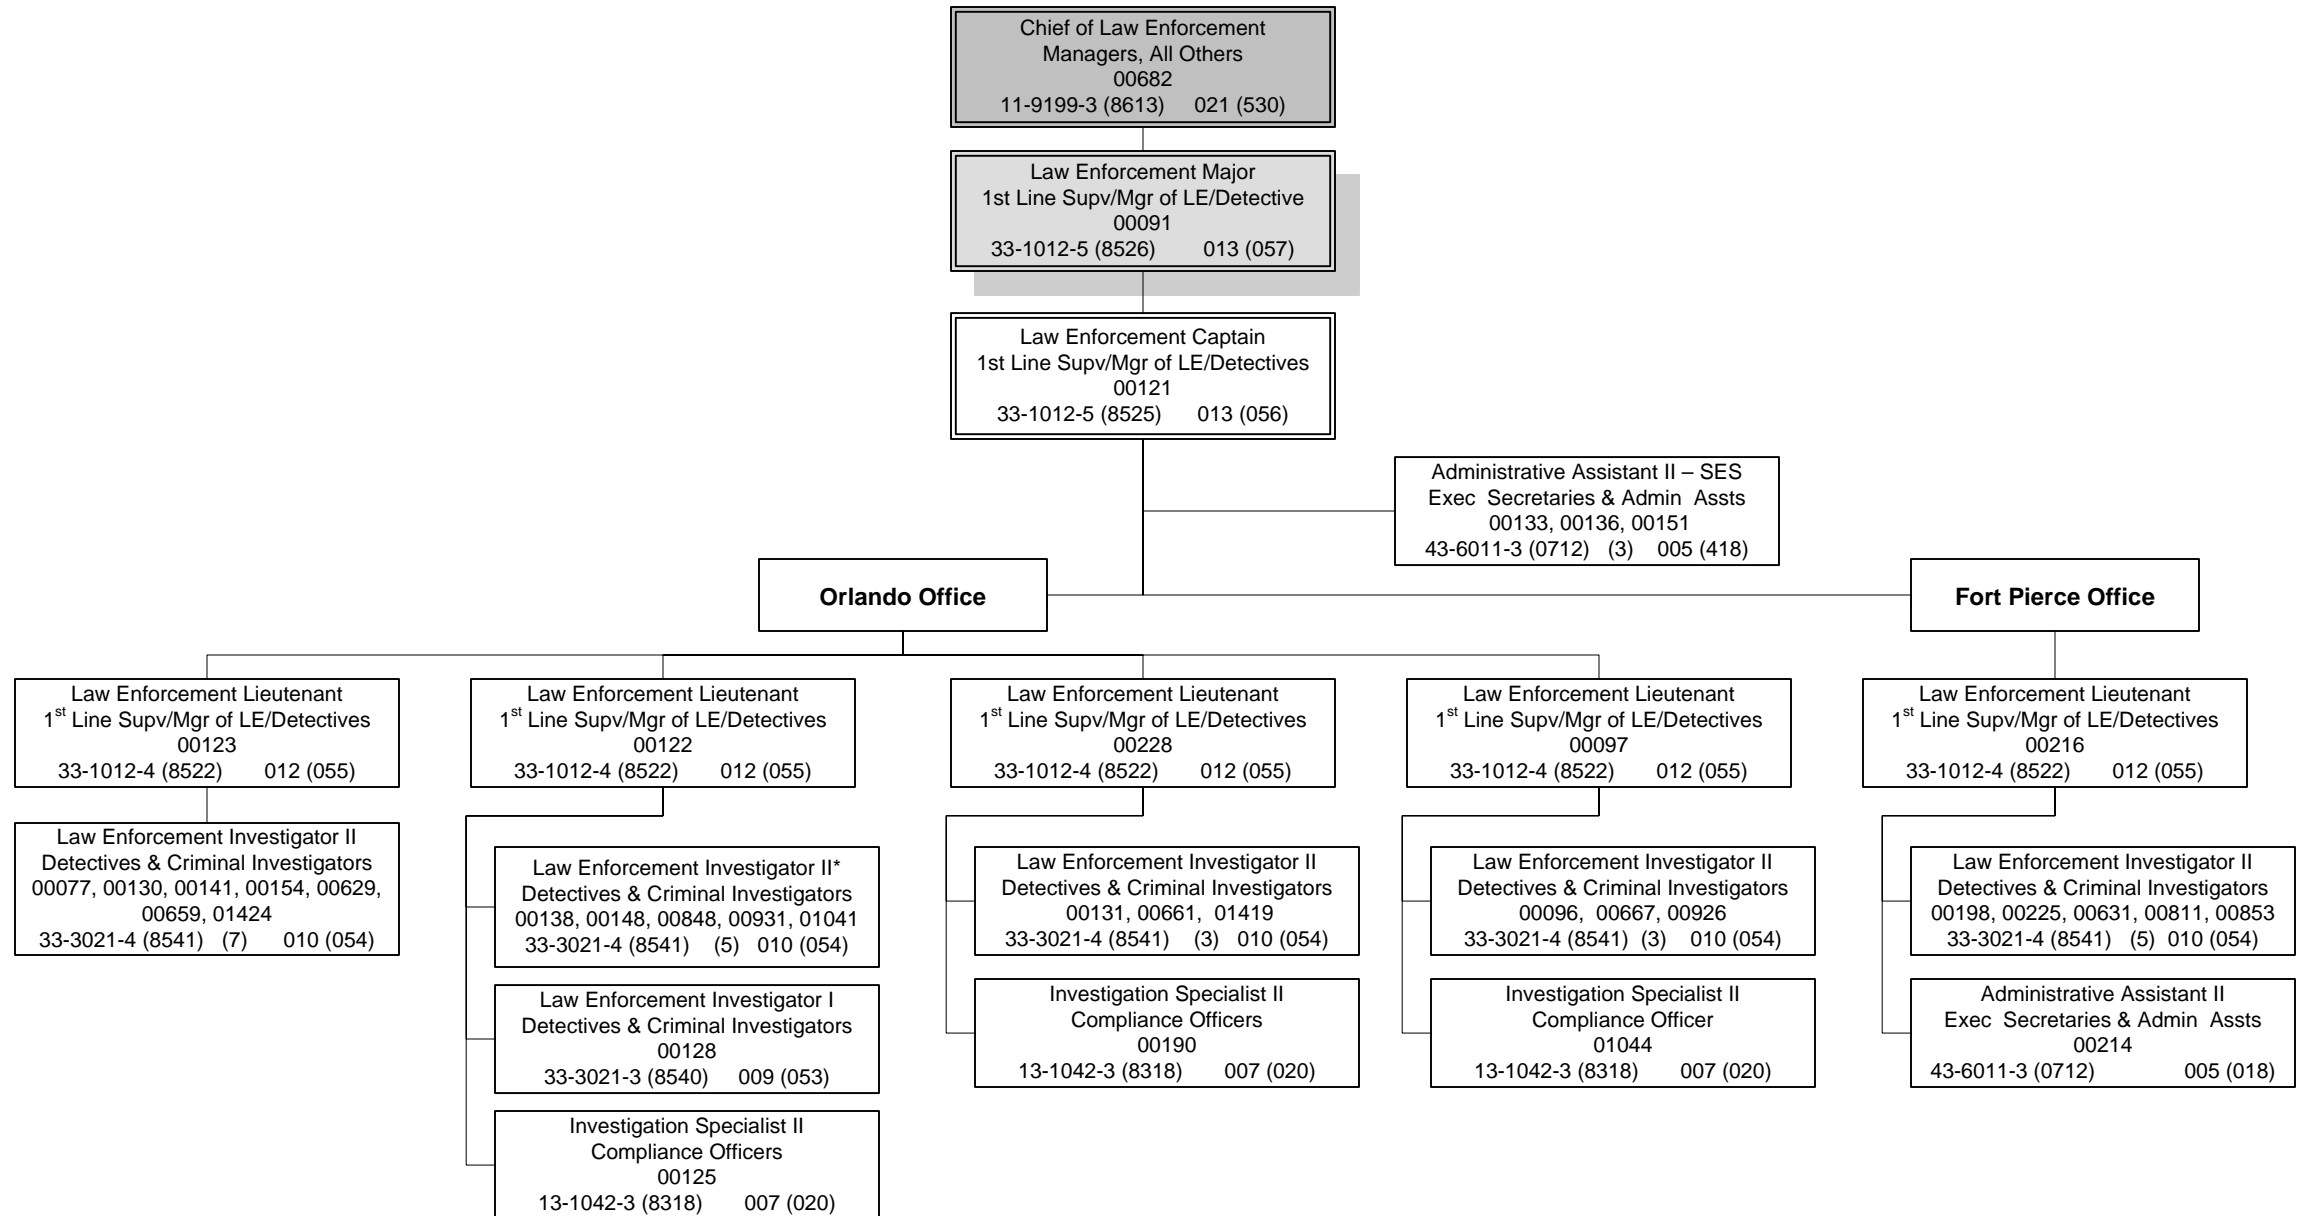 Chief of Law Enforcement
Managers, All Others
00682
11-9199-3 (8613) 021 (530)
Law Enforcement Major
1st Line Supv/Mgr of LE/Detective
00091
33-1012-5 (8526) 013 (057)
Law Enforcement Captain
1st Line Supv/Mgr of LE/Detectives
00121
33-1012-5 (8525) 013 (056)
Administrative Assistant II – SES
Exec Secretaries & Admin Assts
00133, 00136, 00151
43-6011-3 (0712) (3) 005 (418)
Orlando Office
Fort Pierce Office
Law Enforcement Lieutenant
1st Line Supv/Mgr of LE/Detectives
00123
33-1012-4 (8522) 012 (055)
Law Enforcement Investigator II
Detectives & Criminal Investigators
00077, 00130, 00141, 00154, 00629,
00659, 01424
33-3021-4 (8541) (7) 010 (054)
Law Enforcement Lieutenant
1st Line Supv/Mgr of LE/Detectives
00122
33-1012-4 (8522) 012 (055)
Law Enforcement Investigator II*
Detectives & Criminal Investigators
00138, 00148, 00848, 00931, 01041
33-3021-4 (8541) (5) 010 (054)
Law Enforcement Investigator I
Detectives & Criminal Investigators
00128
33-3021-3 (8540) 009 (053)
Investigation Specialist II
Compliance Officers
00125
13-1042-3 (8318) 007 (020)
Law Enforcement Lieutenant
1st Line Supv/Mgr of LE/Detectives
00228
33-1012-4 (8522) 012 (055)
Law Enforcement Investigator II
Detectives & Criminal Investigators
00131, 00661, 01419
33-3021-4 (8541) (3) 010 (054)
Investigation Specialist II
Compliance Officers
00190
13-1042-3 (8318) 007 (020)
Law Enforcement Lieutenant
1st Line Supv/Mgr of LE/Detectives
00097
33-1012-4 (8522) 012 (055)
Law Enforcement Investigator II
Detectives & Criminal Investigators
00096, 00667, 00926
33-3021-4 (8541) (3) 010 (054)
Investigation Specialist II
Compliance Officer
01044
13-1042-3 (8318) 007 (020)
Law Enforcement Lieutenant
1st Line Supv/Mgr of LE/Detectives
00216
33-1012-4 (8522) 012 (055)
Law Enforcement Investigator II
Detectives & Criminal Investigators
00198, 00225, 00631, 00811, 00853
33-3021-4 (8541) (5) 010 (054)
Administrative Assistant II
Exec Secretaries & Admin Assts
00214
43-6011-3 (0712) 005 (018)